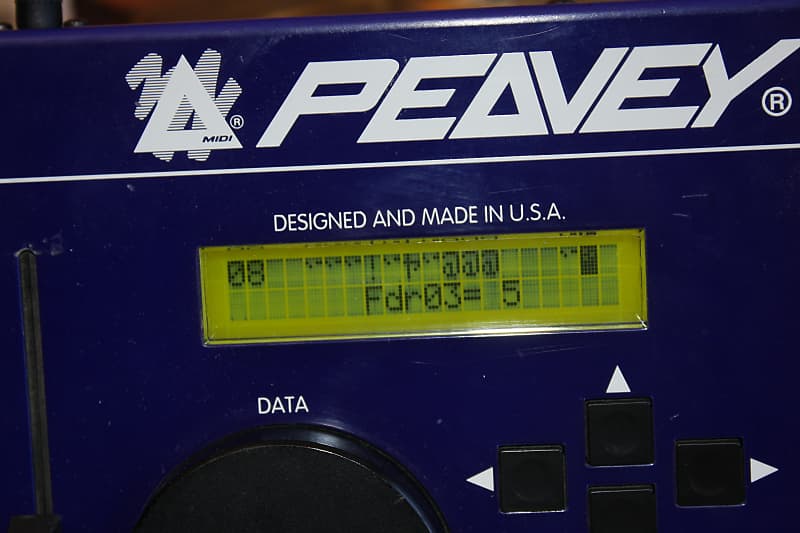 MIDI ® PEAVEY ®
DESIGNED AND MADE IN U.S.A.
08
Fdr03= 5
DATA